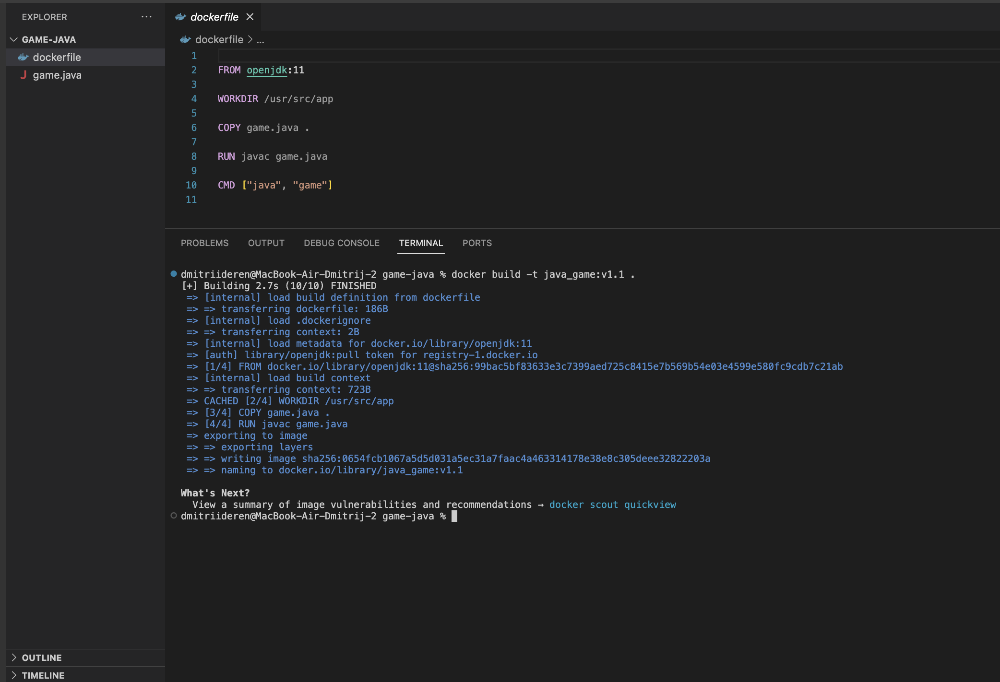 EXPLORER
GAME-JAVA
dockerfile
game.java
OUTLINE
TIMELINE
dockerfile
dockerfile > ...
1
2 FROM openjdk:11
3
4 WORKDIR /usr/src/app
5
6 COPY game.java .
7
8 RUN javac game.java
9
10 CMD ["java", "game"]
11
PROBLEMS OUTPUT DEBUG CONSOLE TERMINAL PORTS
dmitriideren@MacBook-Air-Dmitrij-2 game-java % docker build -t java_game:v1.1 .
[+] Building 2.7s (10/10) FINISHED
=> [internal] load build definition from dockerfile
=> => transferring dockerfile: 186B
=> [internal] load .dockerignore
=> => transferring context: 2B
=> [internal] load metadata for docker.io/library/openjdk:11
=> [auth] library/openjdk:pull token for registry-1.docker.io
=> [1/4] FROM docker.io/library/openjdk:11@sha256:99bac5bf83633e3c7399aed725c8415e7b569b54e03e4599e580fc9cdb7c21ab
=> [internal] load build context
=> => transferring context: 723B
=> CACHED [2/4] WORKDIR /usr/src/app
=> [3/4] COPY game.java .
=> [4/4] RUN javac game.java
=> exporting to image
=> => exporting layers
=> => writing image sha256:0654fcb1067a5d5d031a5ec31a7faac4a463314178e38e8c305deee32822203a
=> => naming to docker.io/library/java_game:v1.1
What's Next?
View a summary of image vulnerabilities and recommendations → docker scout quickview
dmitriideren@MacBook-Air-Dmitrij-2 game-java %